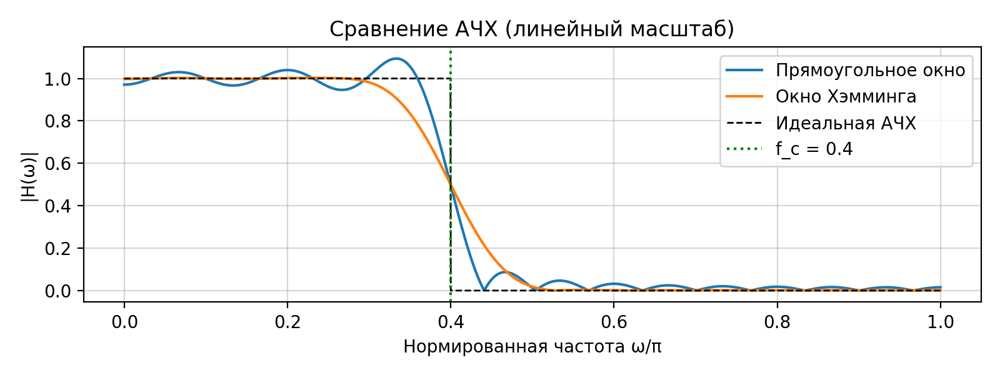 Сравнение АЧХ (линейный масштаб)
|H(ω)|
1.0
0.8
0.6
0.4
0.2
0.0
Прямоугольное окно
Окно Хэмминга
Идеальная АЧХ
f_c = 0.4
0.0 0.2 0.4 0.6 0.8 1.0
Нормированная частота ω/π